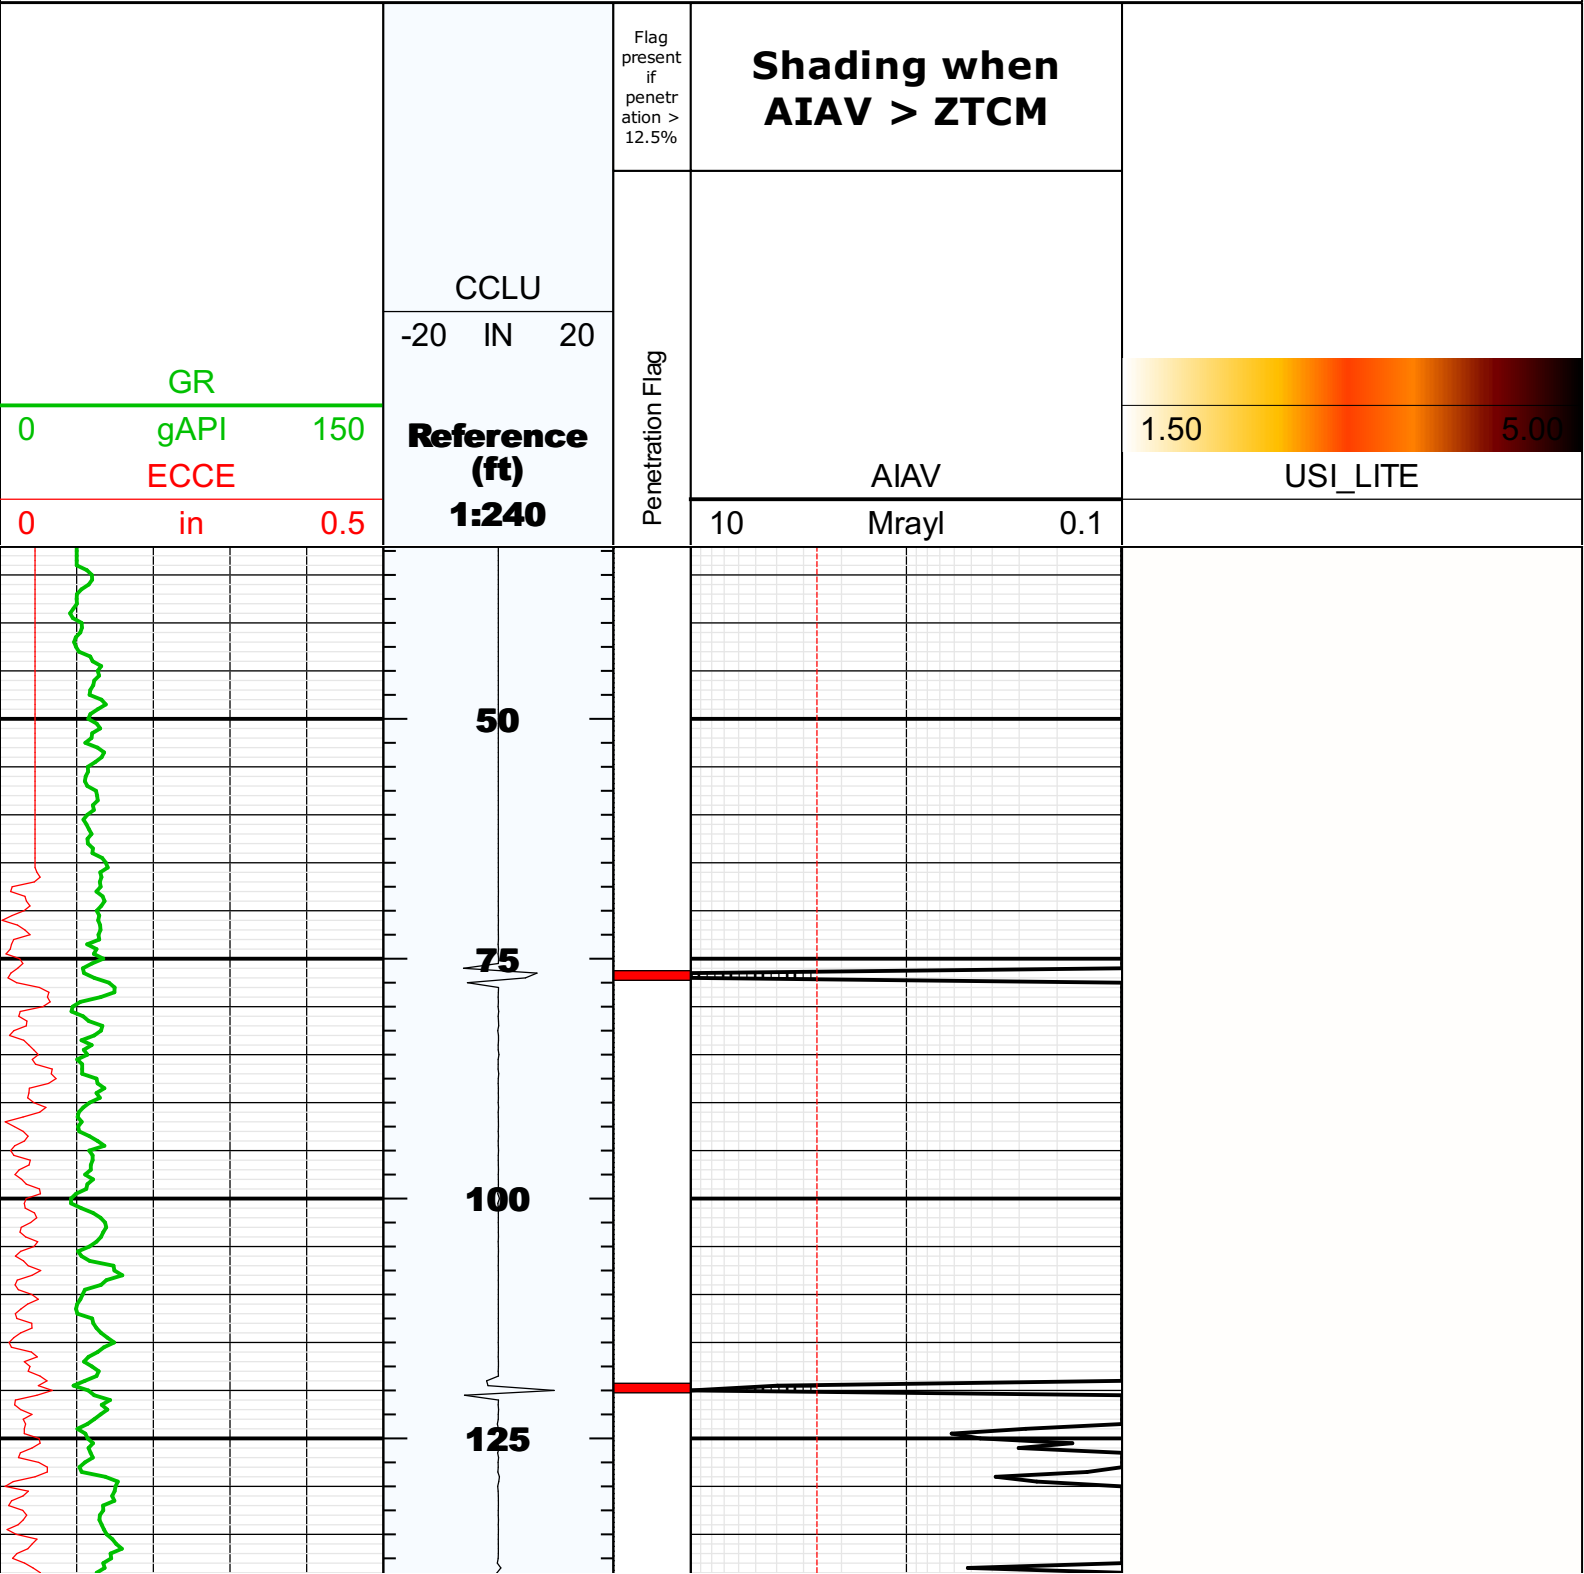 Flag
present
if
penetr
ation >
12.5%
Shading when
AIAV > ZTCM
CCLU
-20 IN 20
Reference
(ft)
1:240
GR
0 gAPI 150
ECCE
0 in 0.5
Penetration Flag
AIAV
10 Mrayl 0.1
1.50 5.00
USI_LITE
50
75
100
125